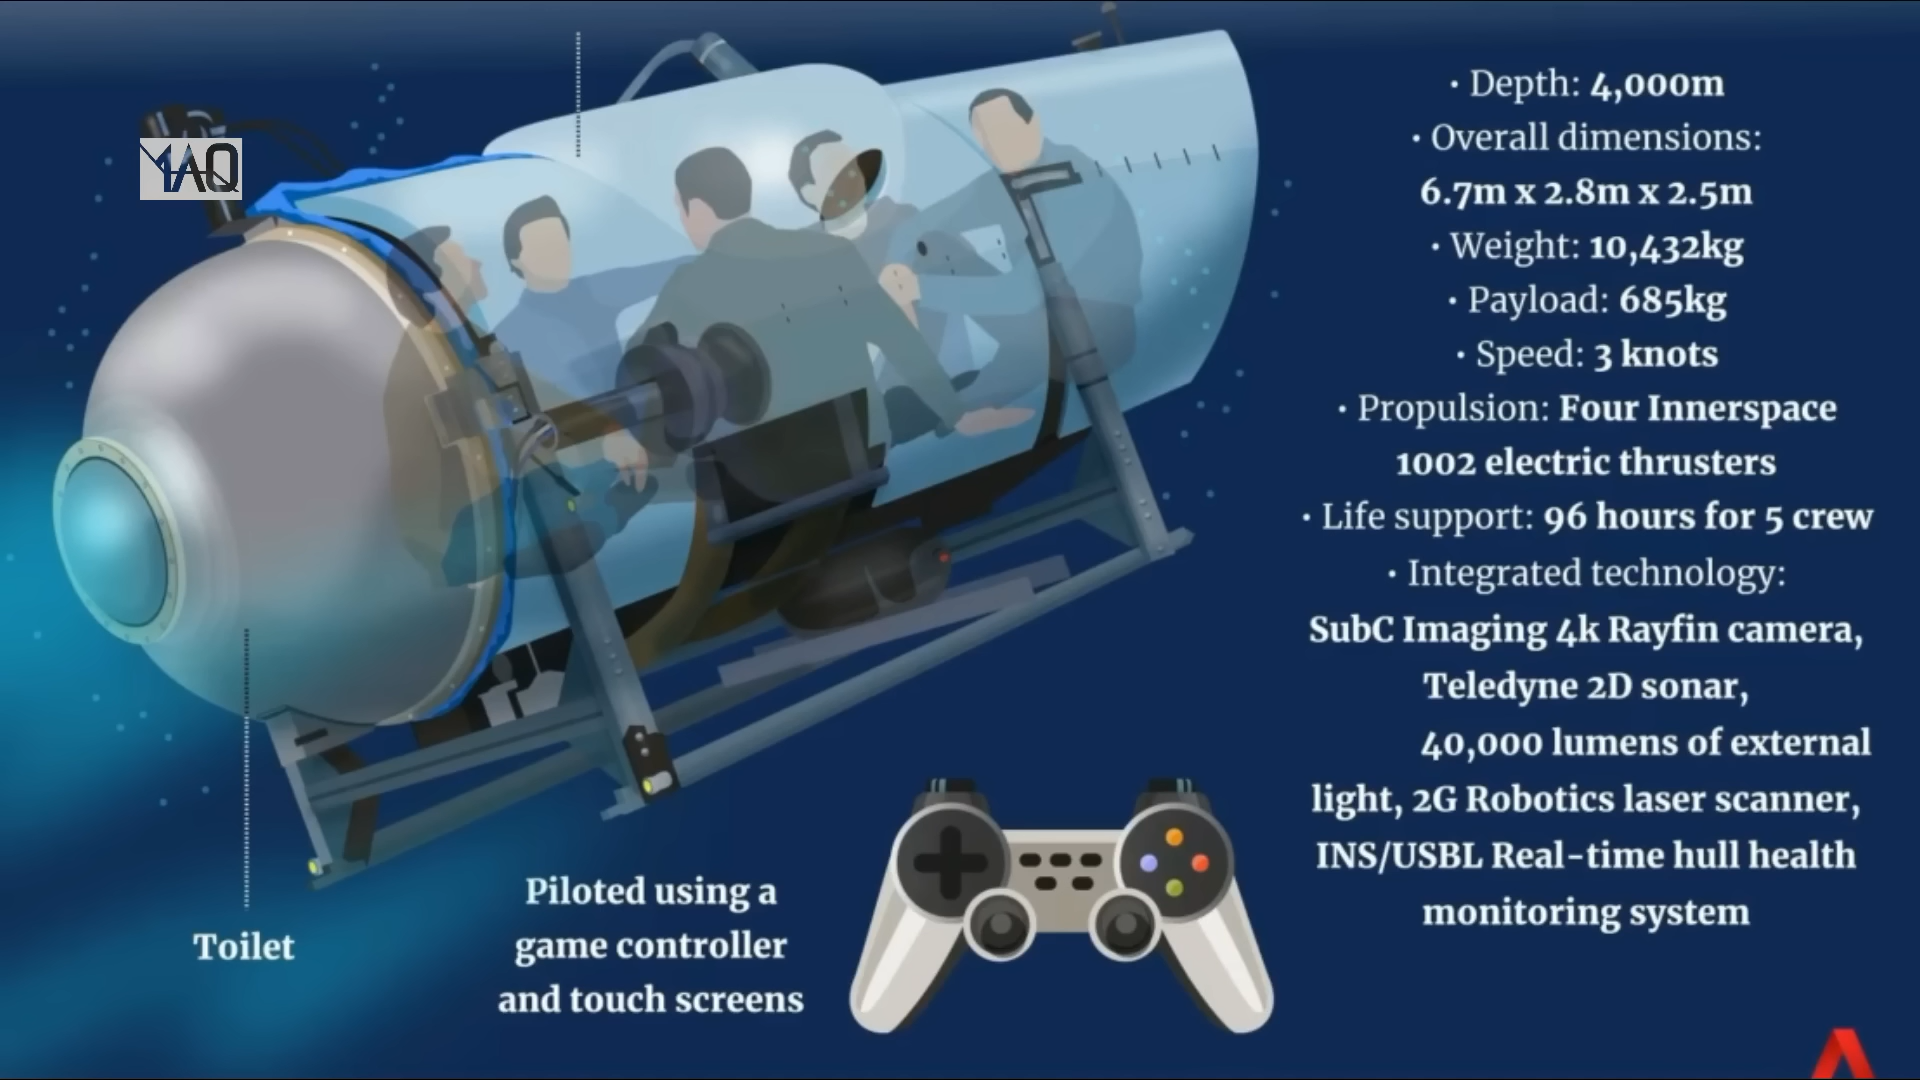 MAQ
• Depth: 4,000m
• Overall dimensions:
6.7m x 2.8m x 2.5m
• Weight: 10,432kg
• Payload: 685kg
• Speed: 3 knots
• Propulsion: Four Innerspace
1002 electric thrusters
• Life support: 96 hours for 5 crew
• Integrated technology:
SubC Imaging 4k Rayfin camera,
Teledyne 2D sonar,
40,000 lumens of external
light, 2G Robotics laser scanner,
INS/USBL Real-time hull health
monitoring system
Toilet
Piloted using a
game controller
and touch screens